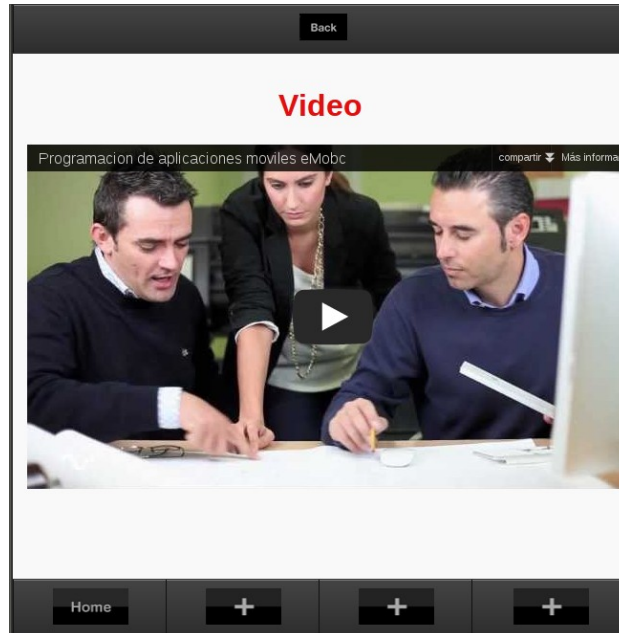 Back
Video
Programacion de aplicaciones moviles eMobc
compartir Más informa
Home